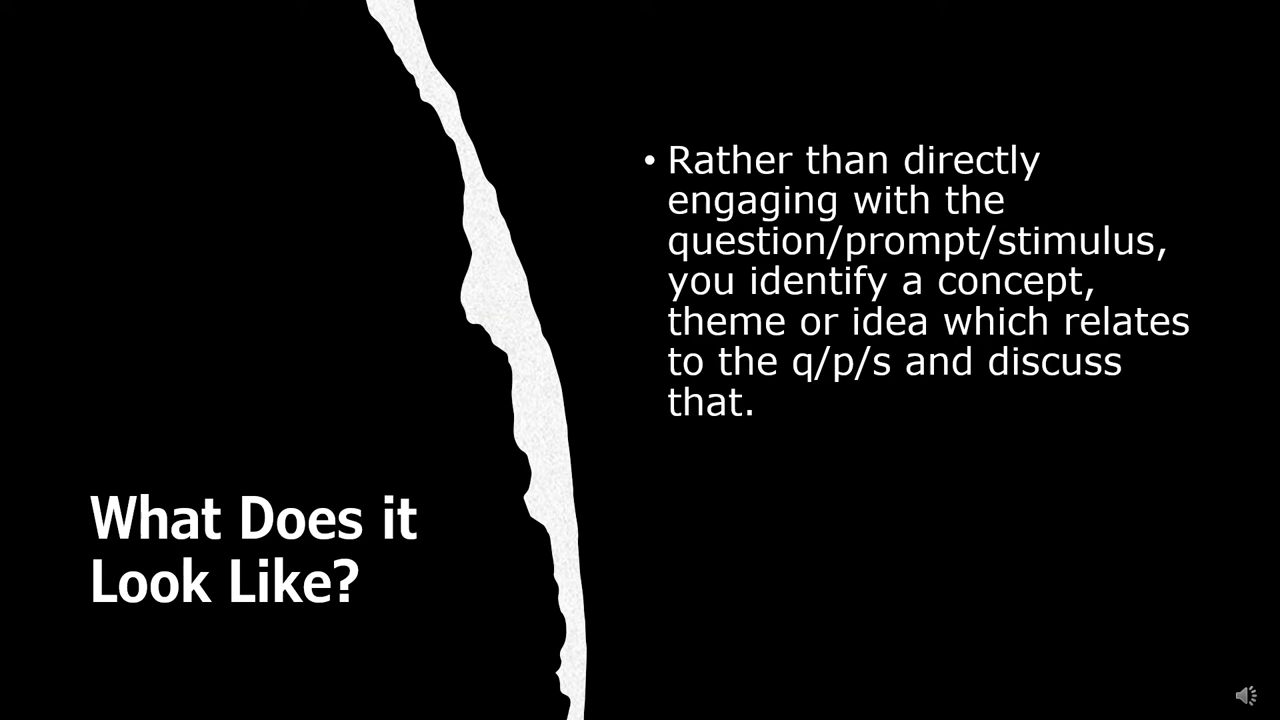 What Does it
Look Like?
• Rather than directly
engaging with the
question/prompt/stimulus,
you identify a concept,
theme or idea which relates
to the q/p/s and discuss
that.